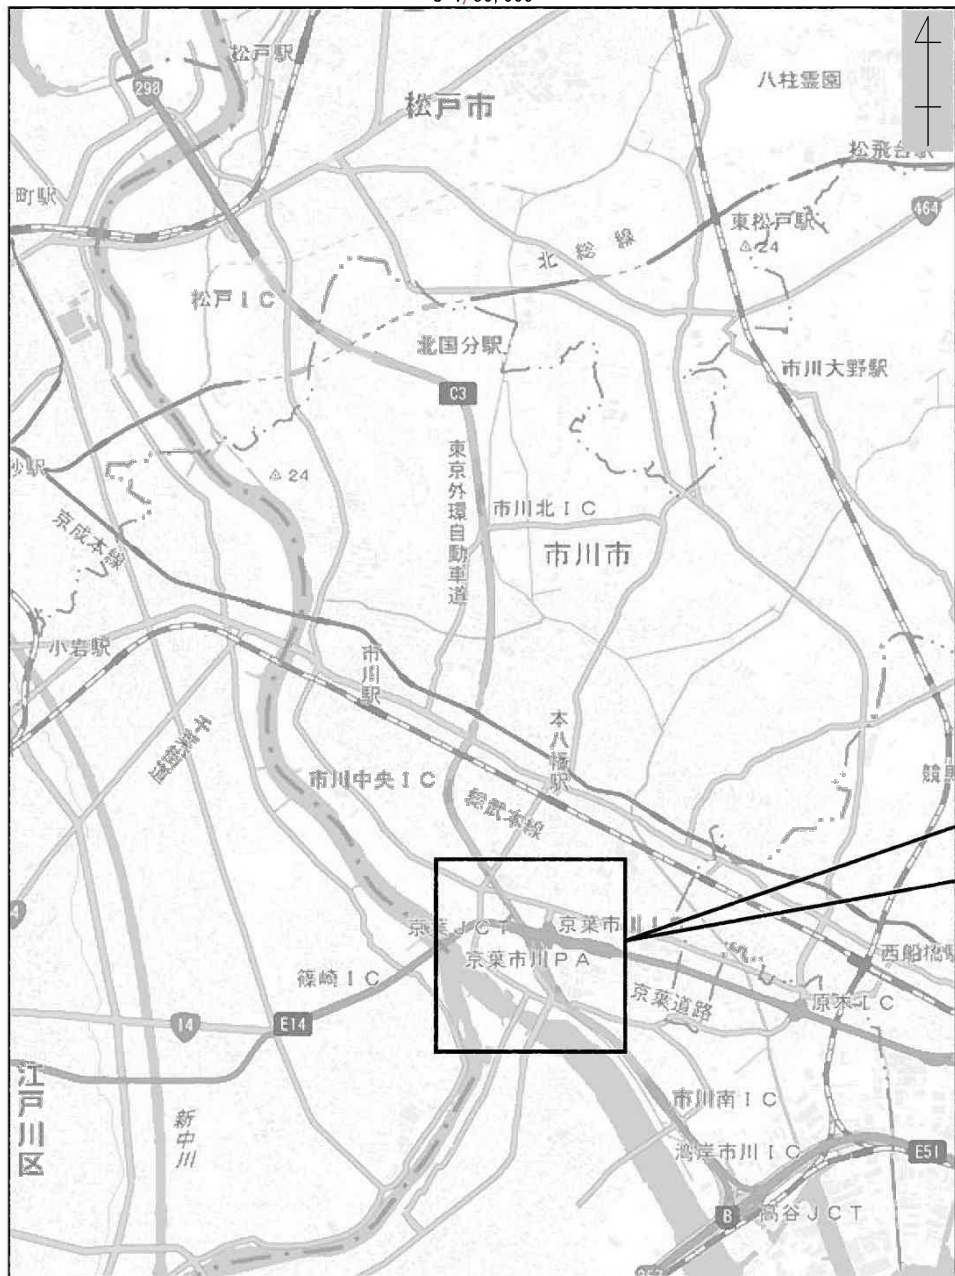 松戸駅
八柱霊園
298
松戸市
松飛台駅
町駅
464
東松戸駅
24
北総線
松戸IC
北国分駅
市川大野駅
C3
東京外環自動車道
24
市川北IC
京成本線
市川市
小岩駅
市川駅
千葉街道
本八幡駅
市川中央IC
総武本線
京葉JCT
京葉市川IC
京葉市川PA
西船橋駅
篠崎IC
京葉道路
原木IC
14
E14
江戸川区
新中川
市川南IC
湾岸市川IC
E51
高谷JCT
357